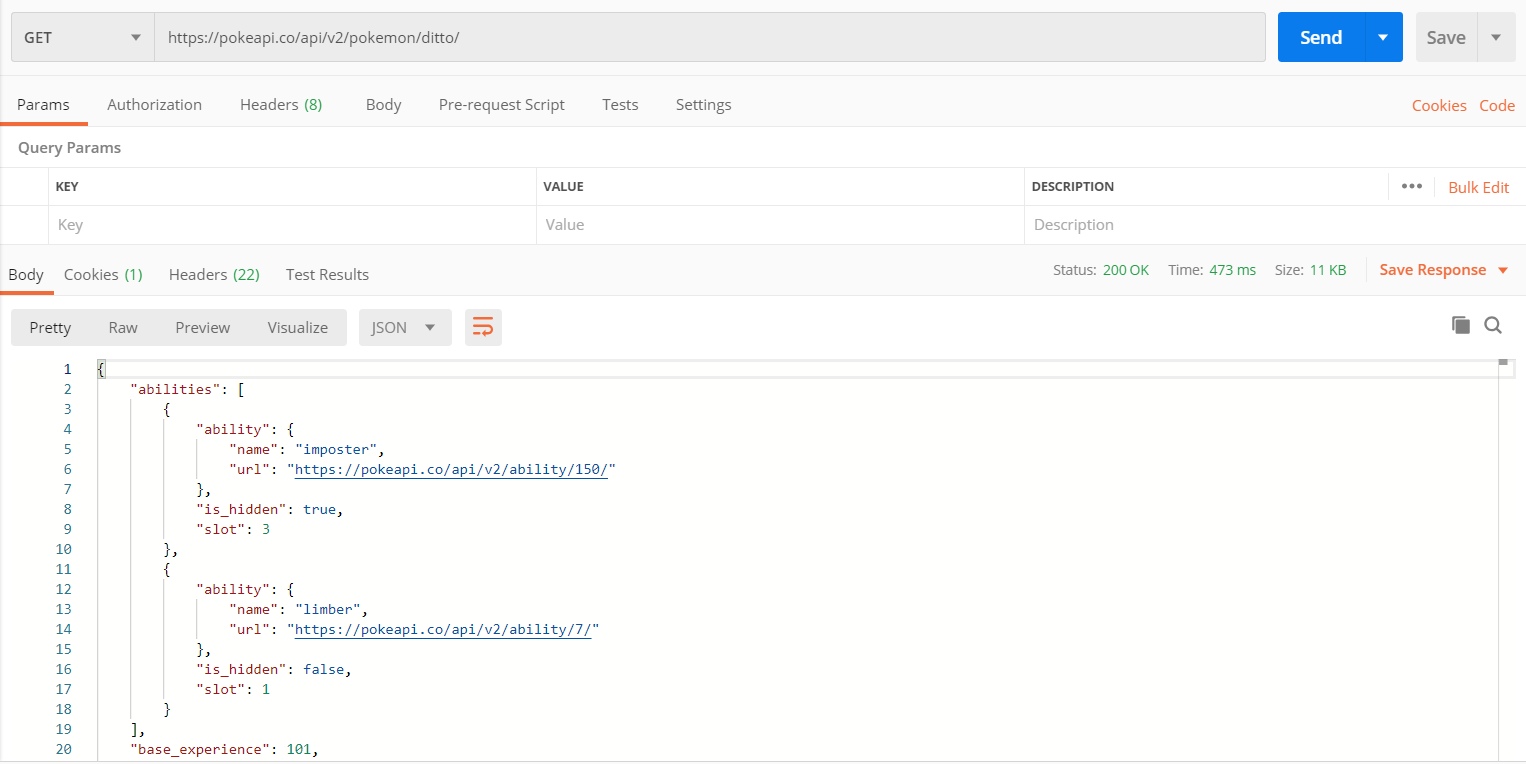 GET https://pokeapi.co/api/v2/pokemon/ditto/ Send Save
Params Authorization Headers (8) Body Pre-request Script Tests Settings Cookies Code
Query Params
KEY VALUE DESCRIPTION ••• Bulk Edit
Key Value Description
Body Cookies (1) Headers (22) Test Results Status: 200 OK Time: 473 ms Size: 11 KB Save Response
Pretty Raw Preview Visualize JSON
1 {
2 "abilities": [
3 {
4 "ability": {
5 "name": "imposter",
6 "url": "https://pokeapi.co/api/v2/ability/150/"
7 },
8 "is_hidden": true,
9 "slot": 3
10 },
11 {
12 "ability": {
13 "name": "limber",
14 "url": "https://pokeapi.co/api/v2/ability/7/"
15 },
16 "is_hidden": false,
17 "slot": 1
18 }
19 ],
20 "base_experience": 101,